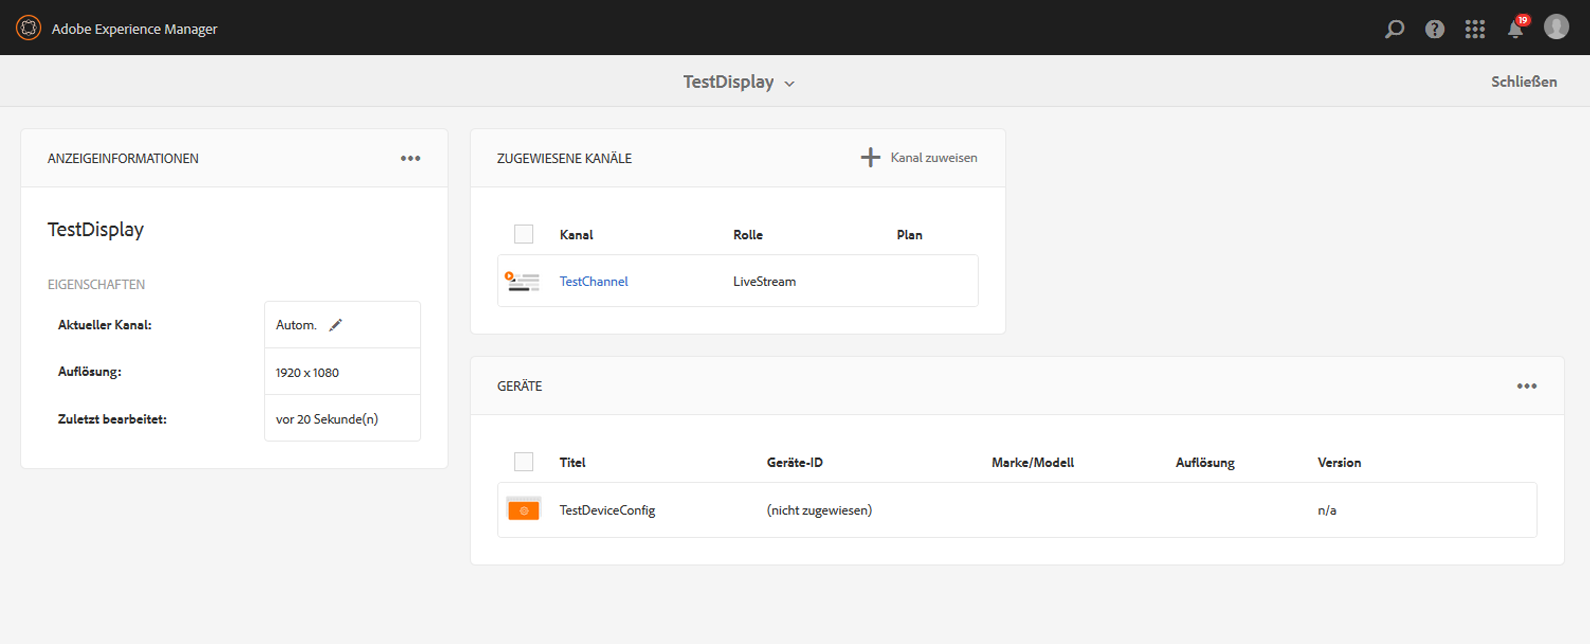 Adobe Experience Manager
19
TestDisplay
Schließen
ANZEIGEINFORMATIONEN
TestDisplay
EIGENSCHAFTEN
Aktueller Kanal: Autom.
Auflösung: 1920 x 1080
Zuletzt bearbeitet: vor 20 Sekunde(n)
ZUGEWIESENE KANÄLE Kanal zuweisen
Kanal Rolle Plan
TestChannel LiveStream
GERÄTE
Titel Geräte-ID Marke/Modell Auflösung Version
TestDeviceConfig (nicht zugewiesen) n/a